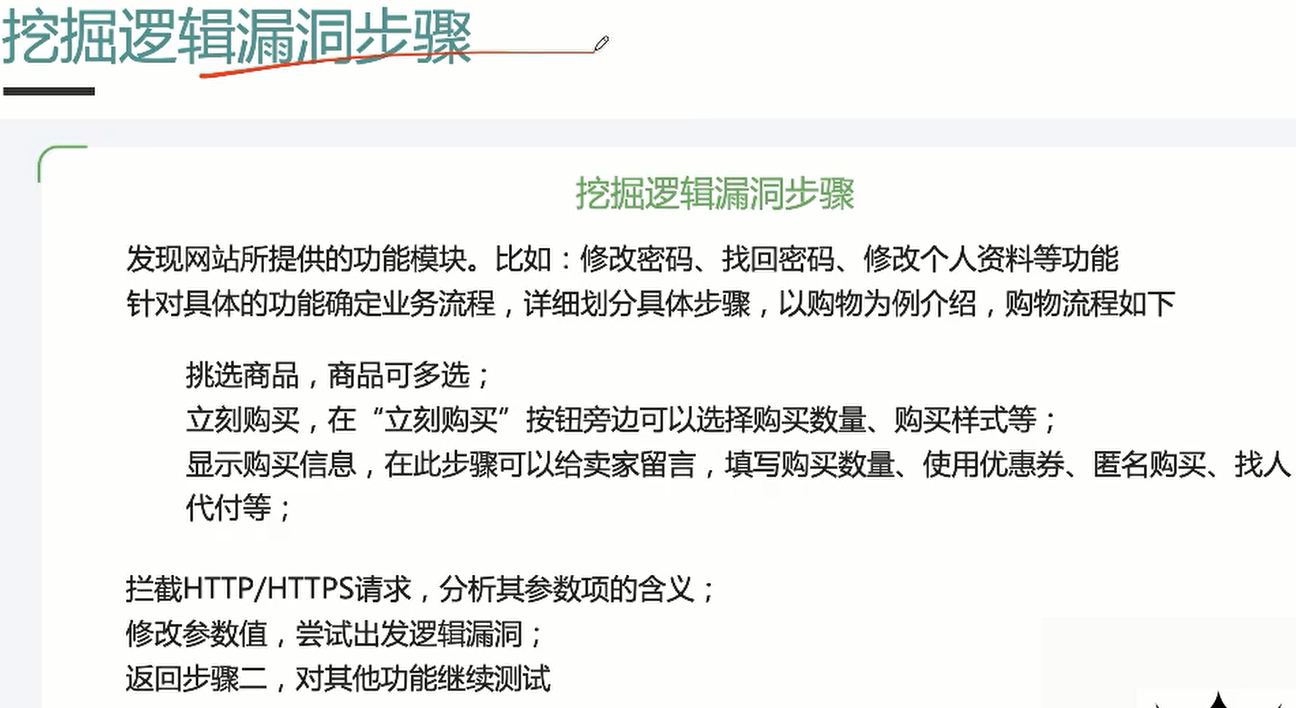 挖掘逻辑漏洞步骤
挖掘逻辑漏洞步骤
发现网站所提供的功能模块。比如：修改密码、找回密码、修改个人资料等功能
针对具体的功能确定业务流程，详细划分具体步骤，以购物为例介绍，购物流程如下
挑选商品，商品可多选；
立刻购买，在“立刻购买”按钮旁边可以选择购买数量、购买样式等；
显示购买信息，在此步骤可以给卖家留言，填写购买数量、使用优惠券、匿名购买、找人
代付等；
拦截HTTP/HTTPS请求，分析其参数项的含义；
修改参数值，尝试出发逻辑漏洞；
返回步骤二，对其他功能继续测试